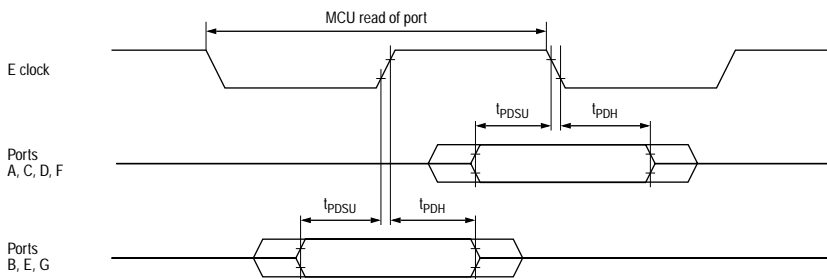 MCU read of port
E clock
tPDSU
tPDH
Ports
A, C, D, F
tPDSU
tPDH
Ports
B, E, G